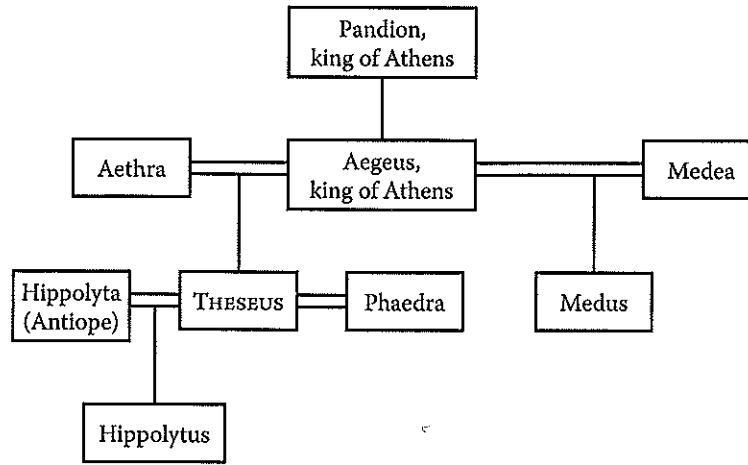 Pandion,
king of Athens
Aethra
Aegeus,
king of Athens
Medea
Hippolyta
(Antiope)
THESEUS
Phaedra
Medus
Hippolytus